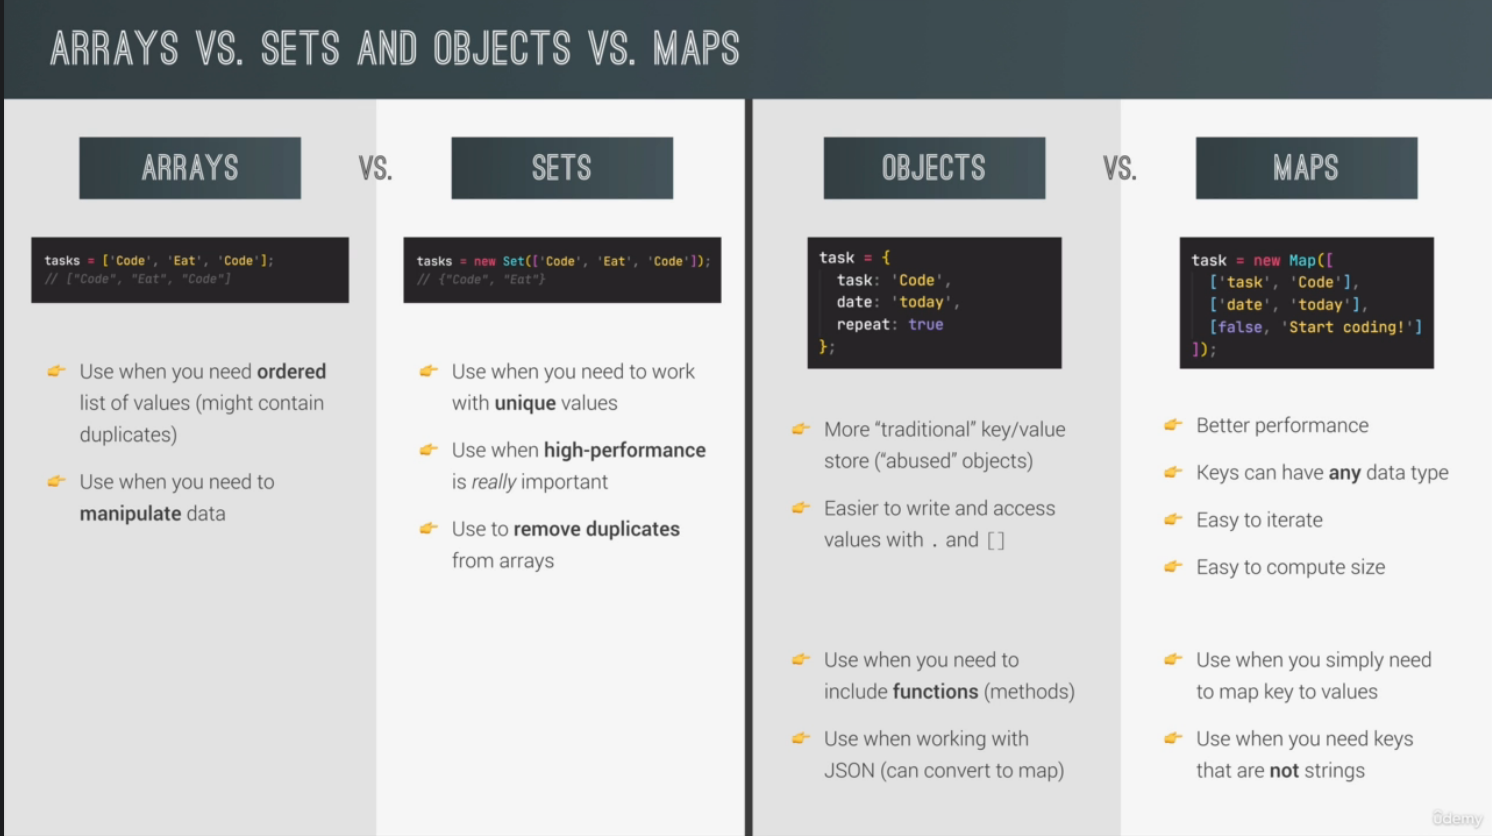 ARRAYS VS. SETS AND OBJECTS VS. MAPS
ARRAYS
VS.
SETS
tasks = ['Code', 'Eat', 'Code'];
// ["Code", "Eat", "Code"]
tasks = new Set(['Code', 'Eat', 'Code']);
// {"Code", "Eat"}
Use when you need ordered
list of values (might contain
duplicates)
Use when you need to
manipulate data
Use when you need to work
with unique values
Use when high-performance
is really important
Use to remove duplicates
from arrays
OBJECTS
VS.
MAPS
task = {
task: 'Code',
date: 'today',
repeat: true
};
task = new Map([
['task', 'Code'],
['date', 'today'],
[false, 'Start coding!']
]);
More “traditional” key/value
store (“abused” objects)
Easier to write and access
values with . and []
Use when you need to
include functions (methods)
Use when working with
JSON (can convert to map)
Better performance
Keys can have any data type
Easy to iterate
Easy to compute size
Use when you simply need
to map key to values
Use when you need keys
that are not strings
ûdemy